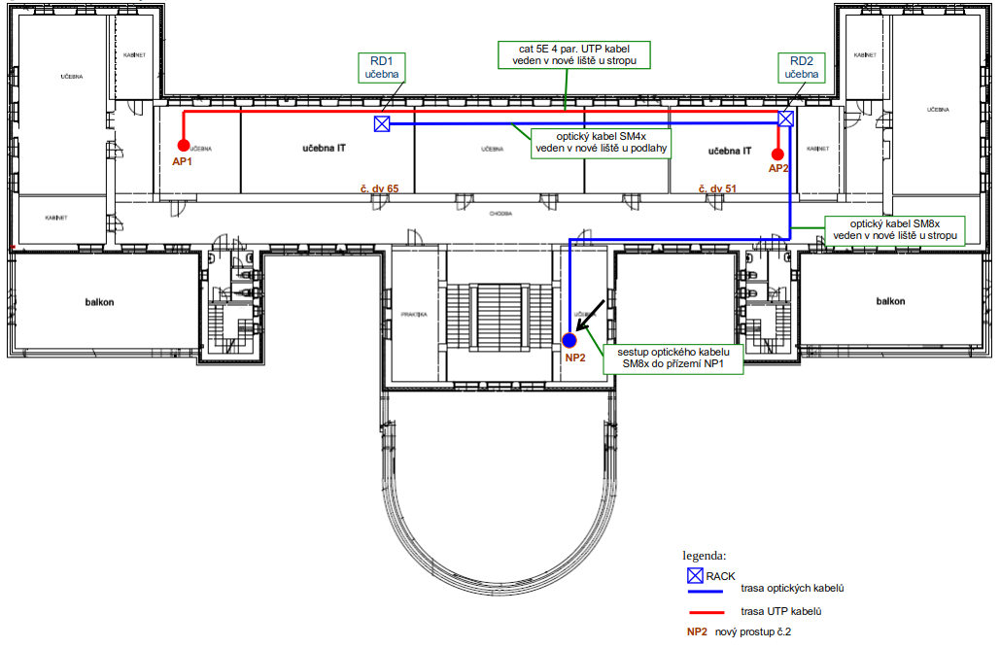 cat 5E 4 par. UTP kabel
veden v nové liště u stropu
RD1
učebna
RD2
učebna
KABINET
KABINET
UČEBNA
UČEBNA
optický kabel SM4x
veden v nové liště u podlahy
UČEBNA
učebna IT
UČEBNA
učebna IT
KABINET
AP1
AP2
č. dv 65
č. dv 51
KABINET
CHODBA
optický kabel SM8x
veden v nové liště u stropu
balkon
balkon
PRAKTIKA
UČEBNA
sestup optického kabelu
SM8x do přízemí NP1
NP2
legenda:
RACK
trasa optických kabelů
trasa UTP kabelů
NP2 nový prostup č.2